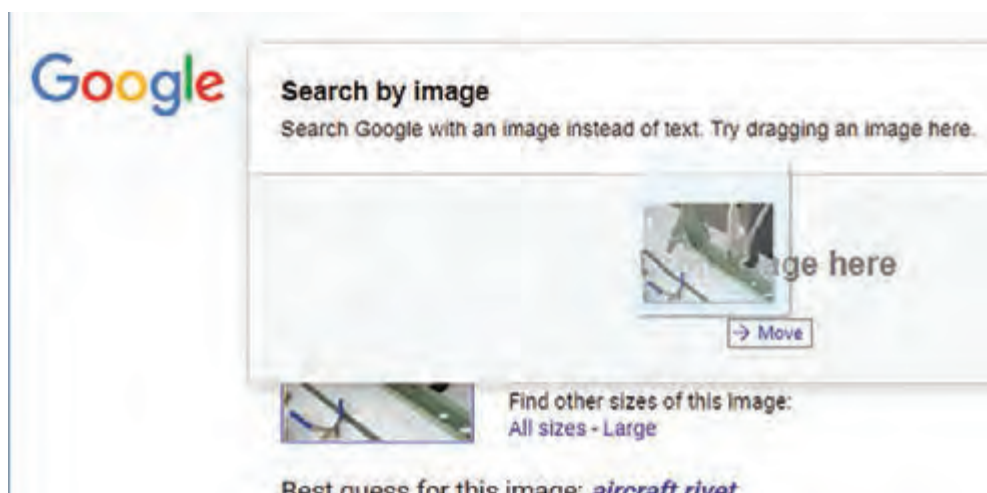 Google
Search by image
Search Google with an image instead of text. Try dragging an image here.
ge here
→ Move
Find other sizes of this image:
All sizes - Large
Best guess for this image: aircraft rivet